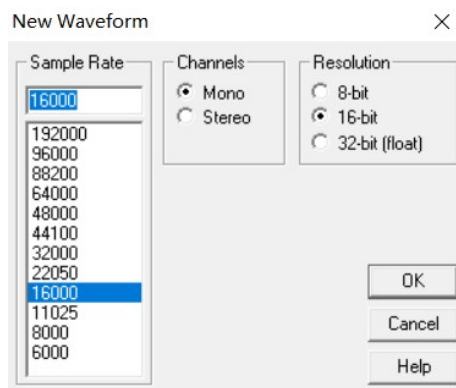 New Waveform
Sample Rate
16000
192000
96000
88200
64000
48000
44100
32000
22050
16000
11025
8000
6000
Channels
Mono
Stereo
Resolution
8-bit
16-bit
32-bit (float)
OK
Cancel
Help